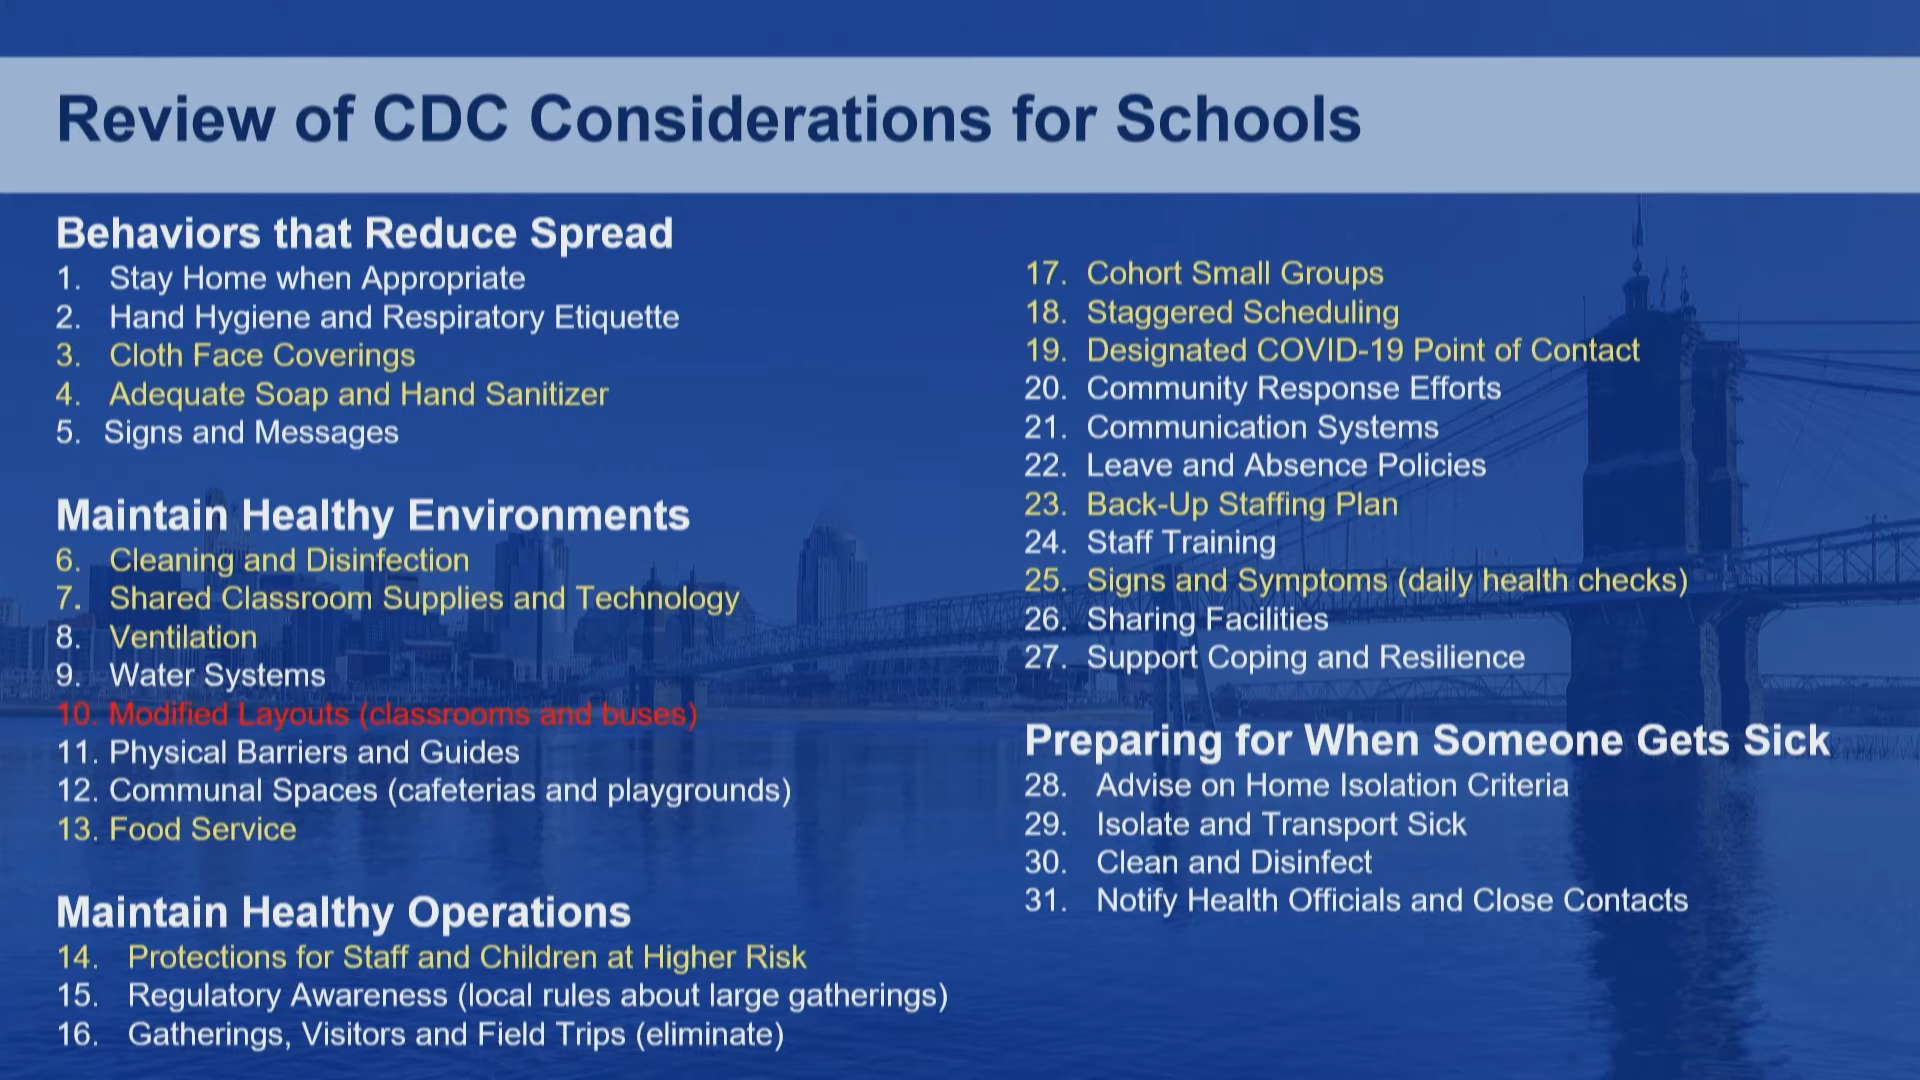 Review of CDC Considerations for Schools
Behaviors that Reduce Spread
1. Stay Home when Appropriate
2. Hand Hygiene and Respiratory Etiquette
3. Cloth Face Coverings
4. Adequate Soap and Hand Sanitizer
5. Signs and Messages
Maintain Healthy Environments
6. Cleaning and Disinfection
7. Shared Classroom Supplies and Technology
8. Ventilation
9. Water Systems
10. Modified Layouts (classrooms and buses)
11. Physical Barriers and Guides
12. Communal Spaces (cafeterias and playgrounds)
13. Food Service
Maintain Healthy Operations
14. Protections for Staff and Children at Higher Risk
15. Regulatory Awareness (local rules about large gatherings)
16. Gatherings, Visitors and Field Trips (eliminate)
17. Cohort Small Groups
18. Staggered Scheduling
19. Designated COVID-19 Point of Contact
20. Community Response Efforts
21. Communication Systems
22. Leave and Absence Policies
23. Back-Up Staffing Plan
24. Staff Training
25. Signs and Symptoms (daily health checks)
26. Sharing Facilities
27. Support Coping and Resilience
Preparing for When Someone Gets Sick
28. Advise on Home Isolation Criteria
29. Isolate and Transport Sick
30. Clean and Disinfect
31. Notify Health Officials and Close Contacts